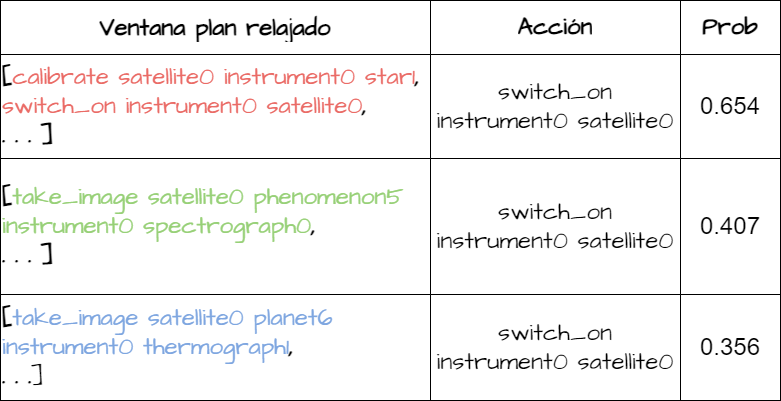 Ventana plan relajado
Acción
Prob
[calibrate satellite0 instrument0 star1,
switch_on instrument0 satellite0,
. . . ]
switch_on
instrument0 satellite0
0.654
[take_image satellite0 phenomenon5
instrument0 spectrograph0,
. . . ]
switch_on
instrument0 satellite0
0.407
[take_image satellite0 planet6
instrument0 thermograph1,
. . .]
switch_on
instrument0 satellite0
0.356